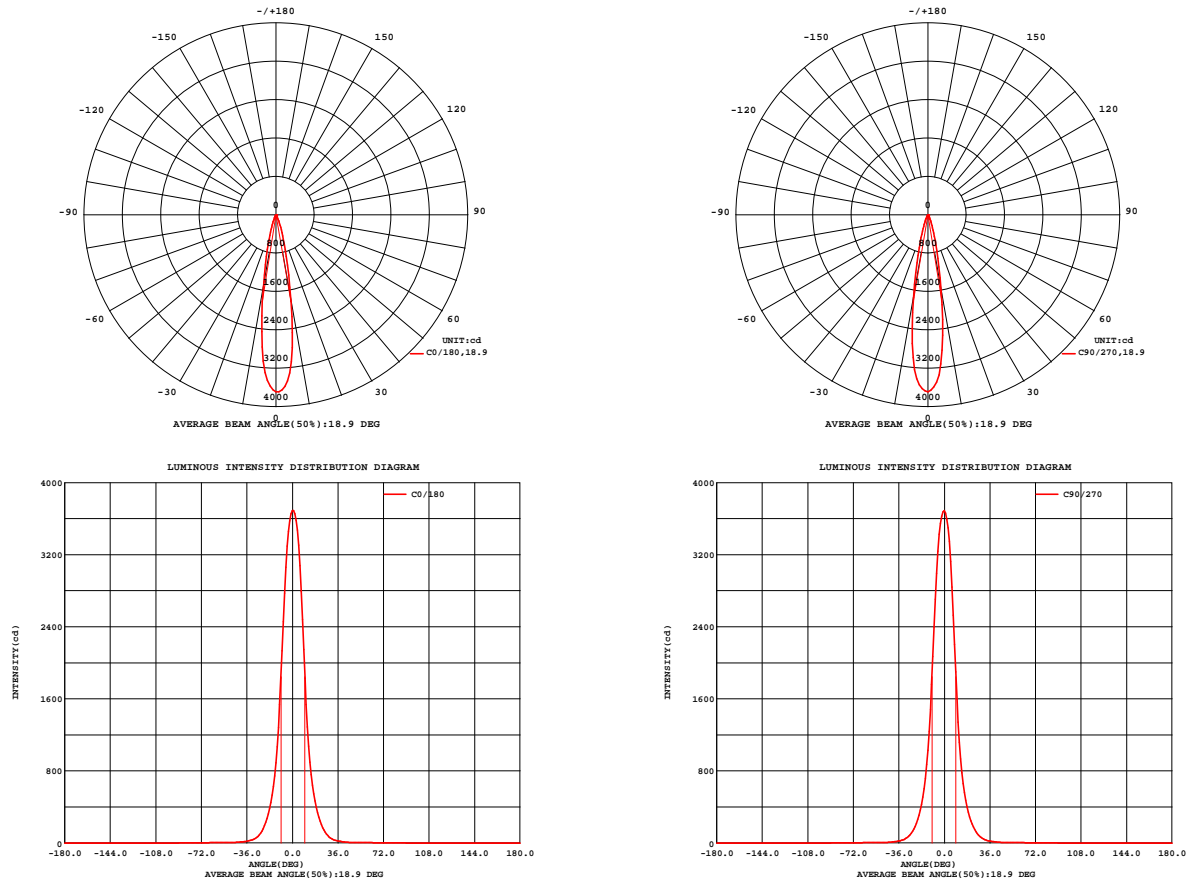 -/+180
-150 150
-120 120
-90 90
-60 60
-30 30
0
800
1600
2400
3200
4000
0
UNIT:cd
C0/180,18.9
AVERAGE BEAM ANGLE(50%):18.9 DEG
-/+180
-150 150
-120 120
-90 90
-60 60
-30 30
0
800
1600
2400
3200
4000
0
UNIT:cd
C90/270,18.9
AVERAGE BEAM ANGLE(50%):18.9 DEG
LUMINOUS INTENSITY DISTRIBUTION DIAGRAM
C0/180
4000
3200
2400
1600
800
0
INTENSITY(cd)
-180.0 -144.0 -108.0 -72.0 -36.0 0.0 36.0 72.0 108.0 144.0 180.0
ANGLE(DEG)
AVERAGE BEAM ANGLE(50%):18.9 DEG
LUMINOUS INTENSITY DISTRIBUTION DIAGRAM
C90/270
4000
3200
2400
1600
800
0
INTENSITY(cd)
-180.0 -144.0 -108.0 -72.0 -36.0 0.0 36.0 72.0 108.0 144.0 180.0
ANGLE(DEG)
AVERAGE BEAM ANGLE(50%):18.9 DEG